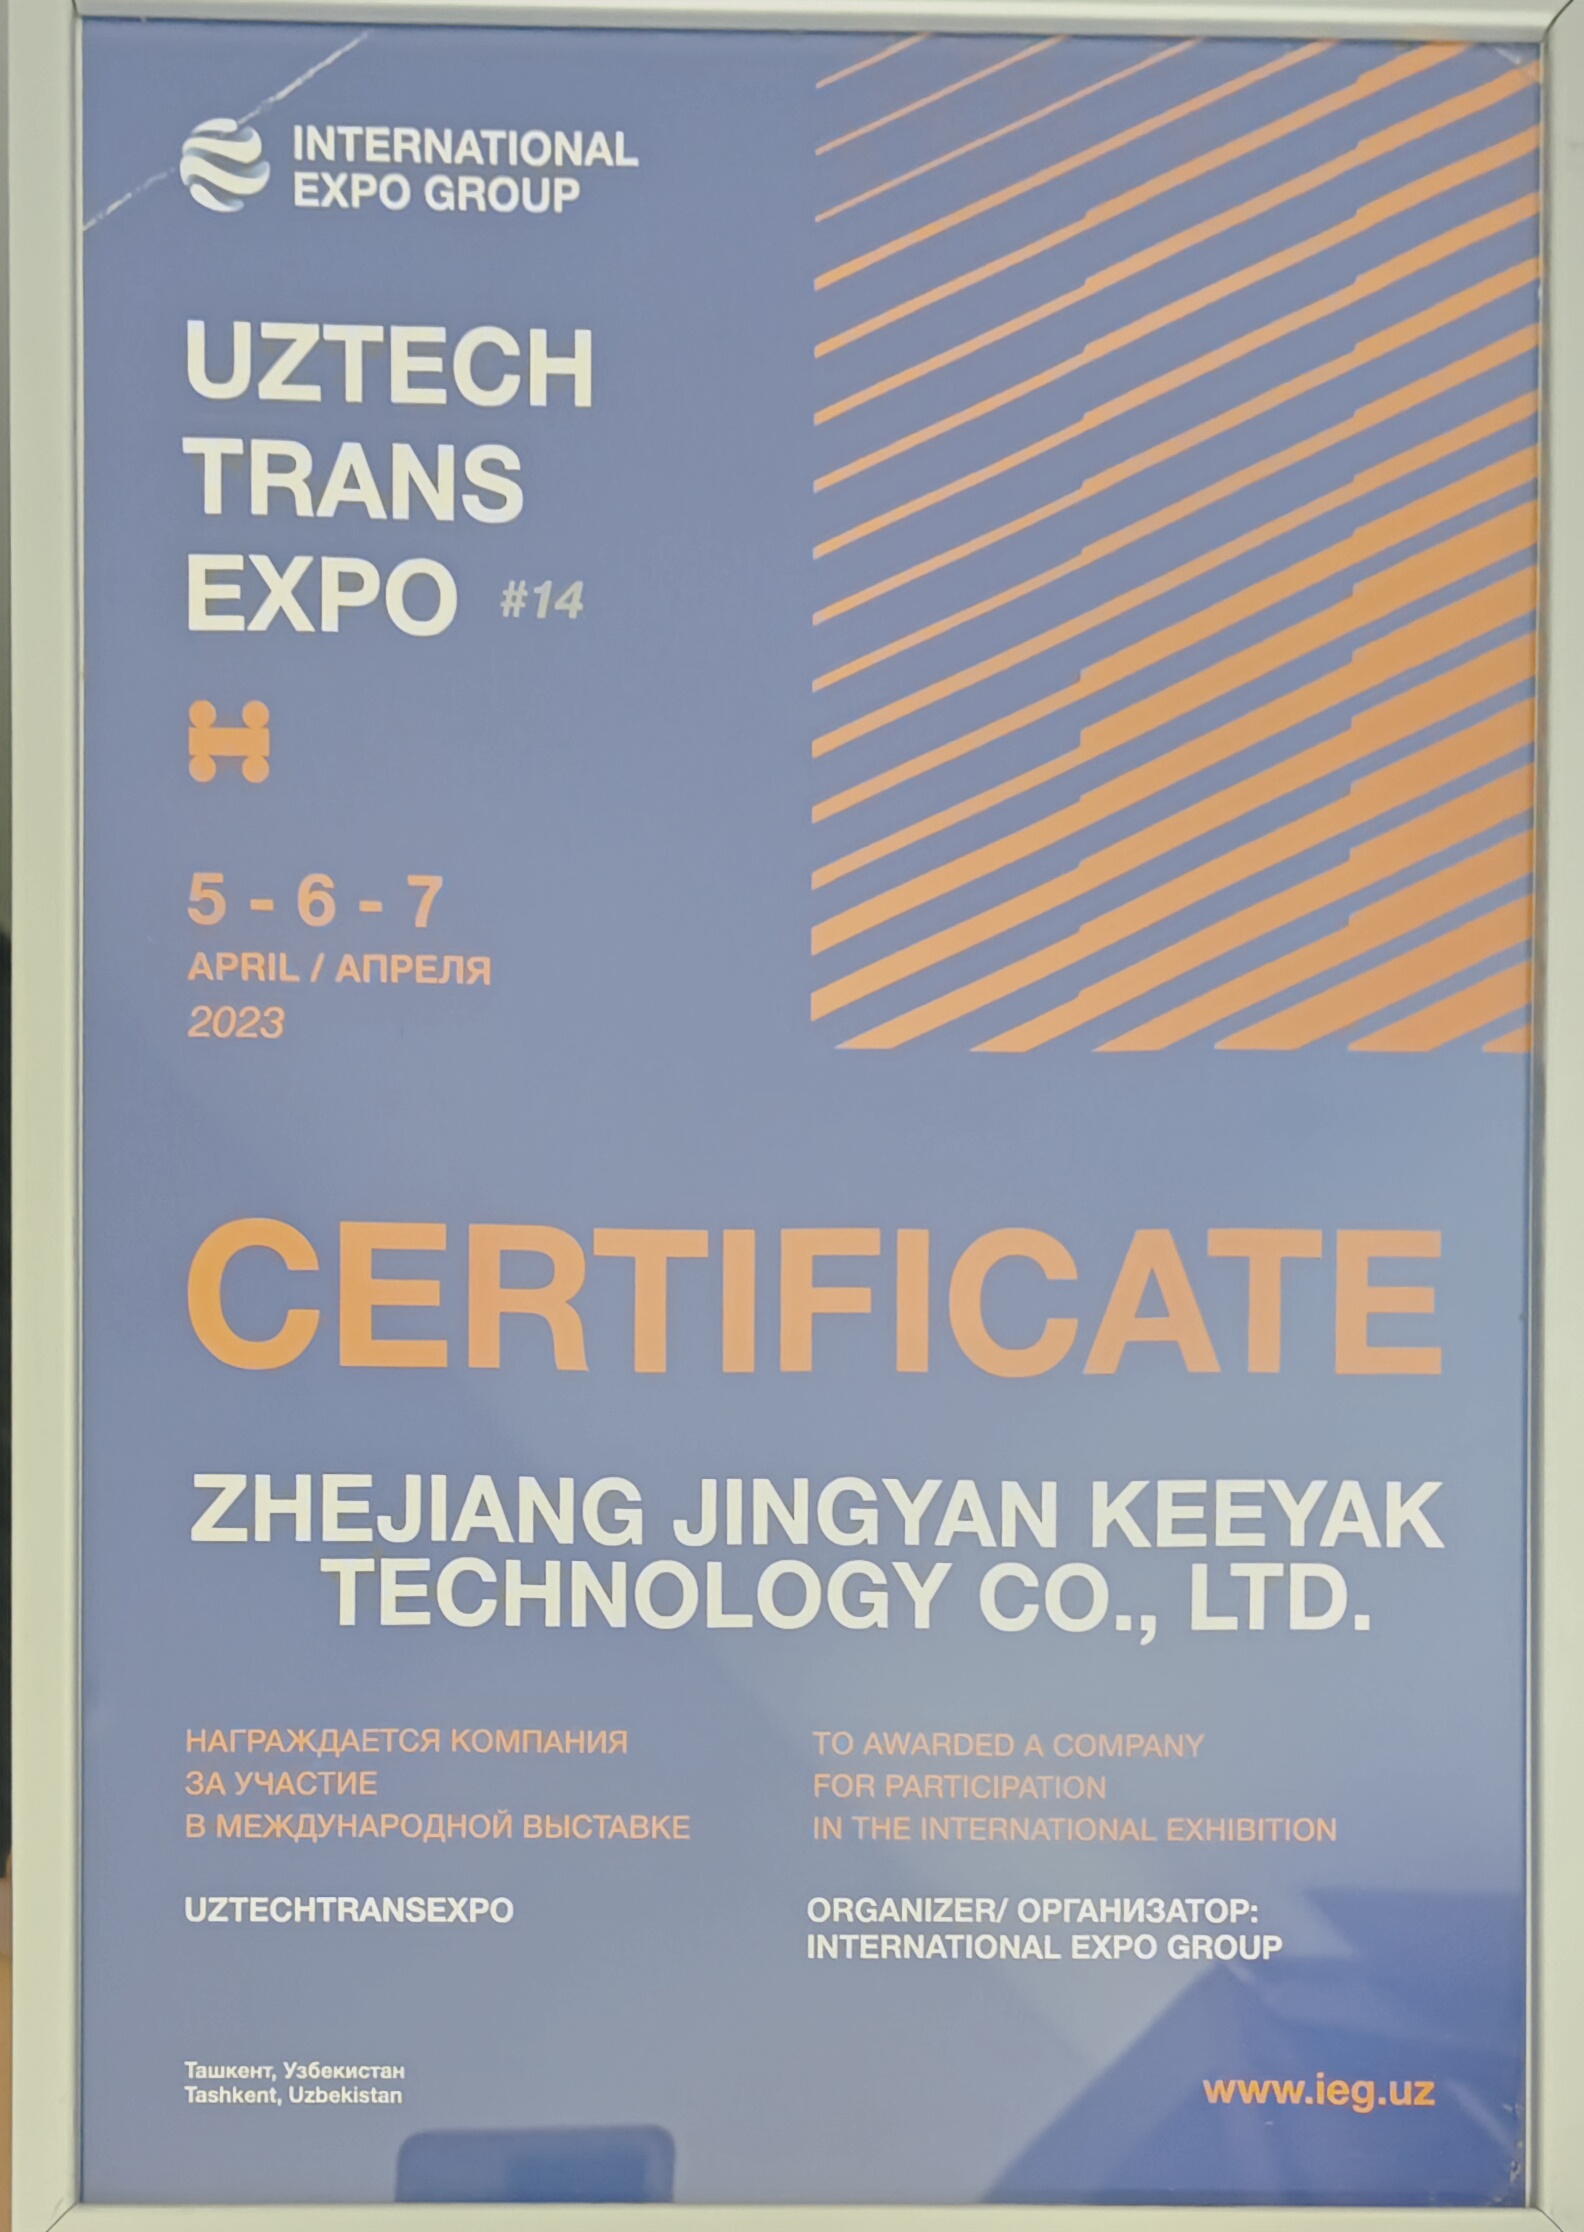 INTERNATIONAL
EXPO GROUP
UZTECH
TRANS
EXPO #14
5 - 6 - 7
APRIL / АПРЕЛЯ
2023
CERTIFICATE
ZHEJIANG JINGYAN KEEYAK
TECHNOLOGY CO., LTD.
НАГРАЖДАЕТСЯ КОМПАНИЯ
ЗА УЧАСТИЕ
В МЕЖДУНАРОДНОЙ ВЫСТАВКЕ
UZTECHTRANSEXPO
TO AWARDED A COMPANY
FOR PARTICIPATION
IN THE INTERNATIONAL EXHIBITION
ORGANIZER/ ОРГАНИЗАТОР:
INTERNATIONAL EXPO GROUP
Ташкент, Узбекистан
Tashkent, Uzbekistan
www.ieg.uz